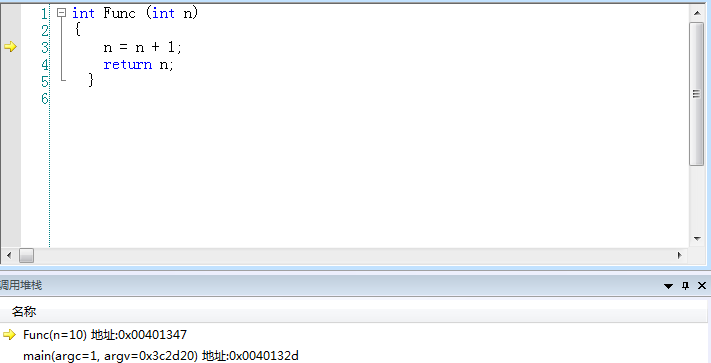 1 int Func (int n)
2 {
3 n = n + 1;
4 return n;
5 }
6
调用堆栈
名称
Func(n=10) 地址:0x00401347
main(argc=1, argv=0x3c2d20) 地址:0x0040132d